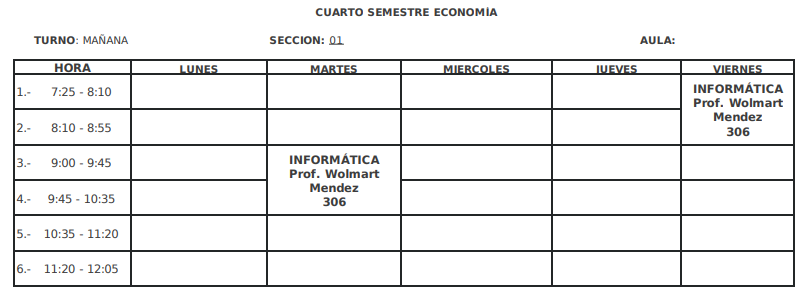 CUARTO SEMESTRE ECONOMÍA
TURNO: MAÑANA SECCION: 01 AULA:
HORA LUNES MARTES MIERCOLES JUEVES VIERNES
1.- 7:25 - 8:10
INFORMÁTICA
Prof. Wolmart
Mendez
306
2.- 8:10 - 8:55
3.- 9:00 - 9:45
INFORMÁTICA
Prof. Wolmart
Mendez
306
4.- 9:45 - 10:35
5.- 10:35 - 11:20
6.- 11:20 - 12:05